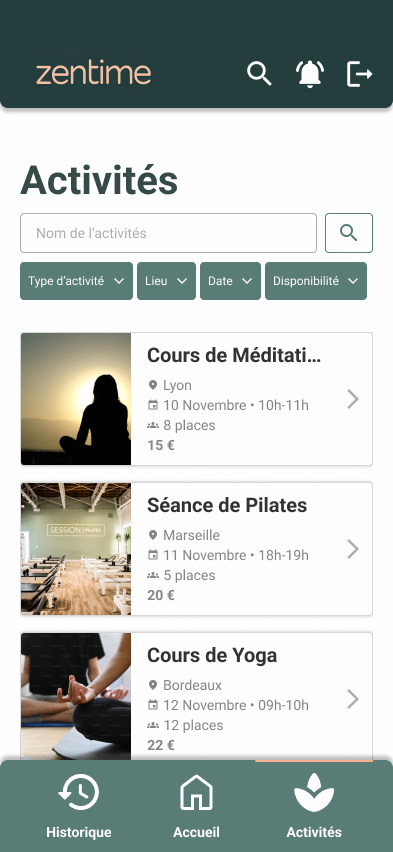 zentime
Activités
Nom de l'activités
Type d'activité
Lieu
Date
Disponibilité
Cours de Méditati...
Lyon
10 Novembre • 10h-11h
8 places
15 €
SESSION | PILATES
Séance de Pilates
Marseille
11 Novembre • 18h-19h
5 places
20 €
Cours de Yoga
Bordeaux
12 Novembre • 09h-10h
12 places
22 €
Historique
Accueil
Activités